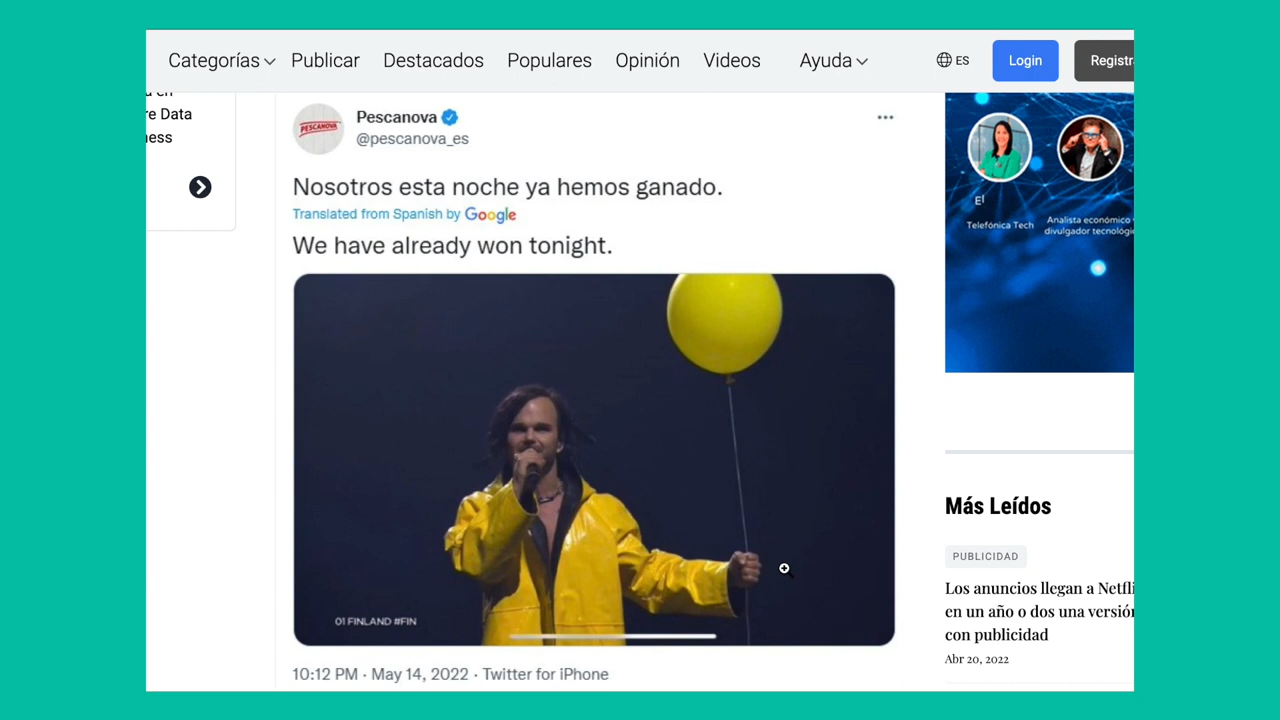 Categorías Publicar Destacados Populares Opinión Videos Ayuda ES Login Registr
re Data
ness
PESCANOVA
Pescanova
@pescanova_es
Nosotros esta noche ya hemos ganado.
Translated from Spanish by Google
We have already won tonight.
01 FINLAND #FIN
10:12 PM · May 14, 2022 · Twitter for iPhone
El
Telefónica Tech
Analista económico y
divulgador tecnológic
Más Leídos
PUBLICIDAD
Los anuncios llegan a Netfli
en un año o dos una versión
con publicidad
Abr 20, 2022